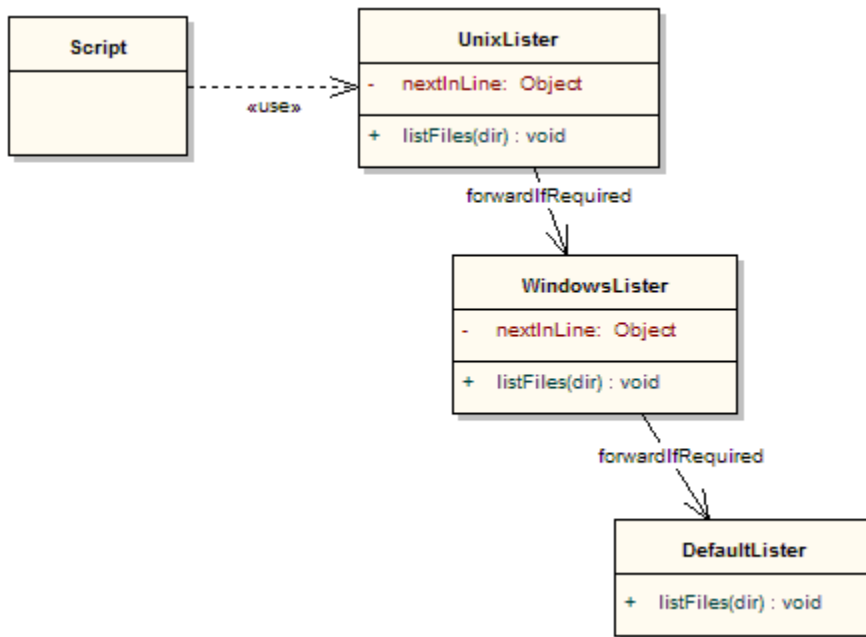 Script
UnixLister
- nextInLine: Object
«use»
+ listFiles(dir) : void
forwardIfRequired
WindowsLister
- nextInLine: Object
+ listFiles(dir) : void
forwardIfRequired
DefaultLister
+ listFiles(dir) : void